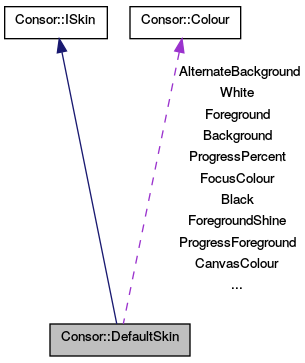 Consor::ISkin
Consor::Colour
AlternateBackground
White
Foreground
Background
ProgressPercent
FocusColour
Black
ForegroundShine
ProgressForeground
CanvasColour
...
Consor::DefaultSkin